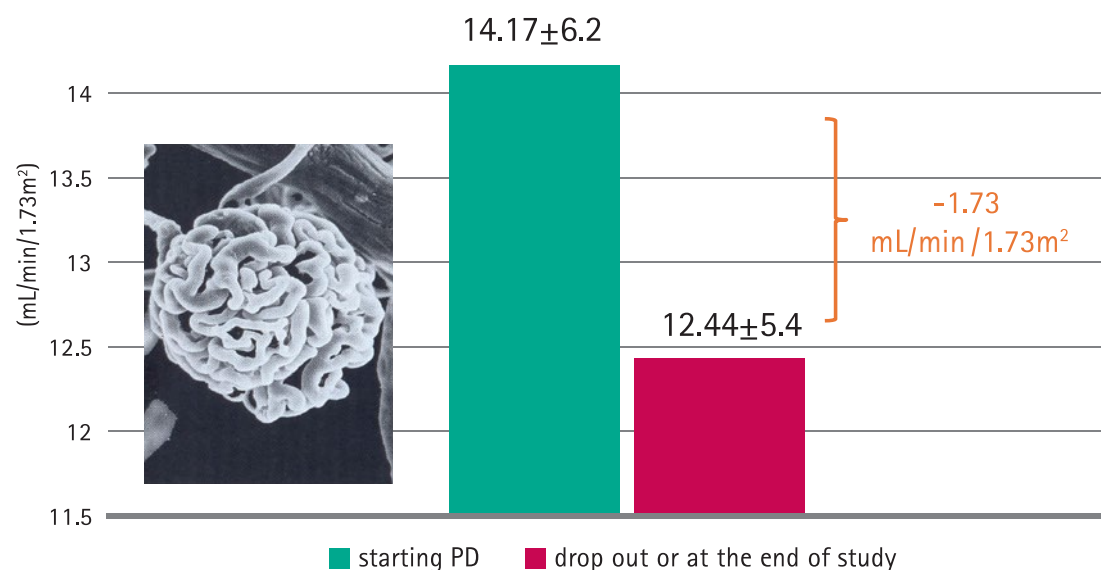 14.17±6.2
14
13.5
13
12.5
12
11.5
(mL/min/1.73m²)
12.44±5.4
-1.73
mL/min/1.73m²
starting PD
drop out or at the end of study